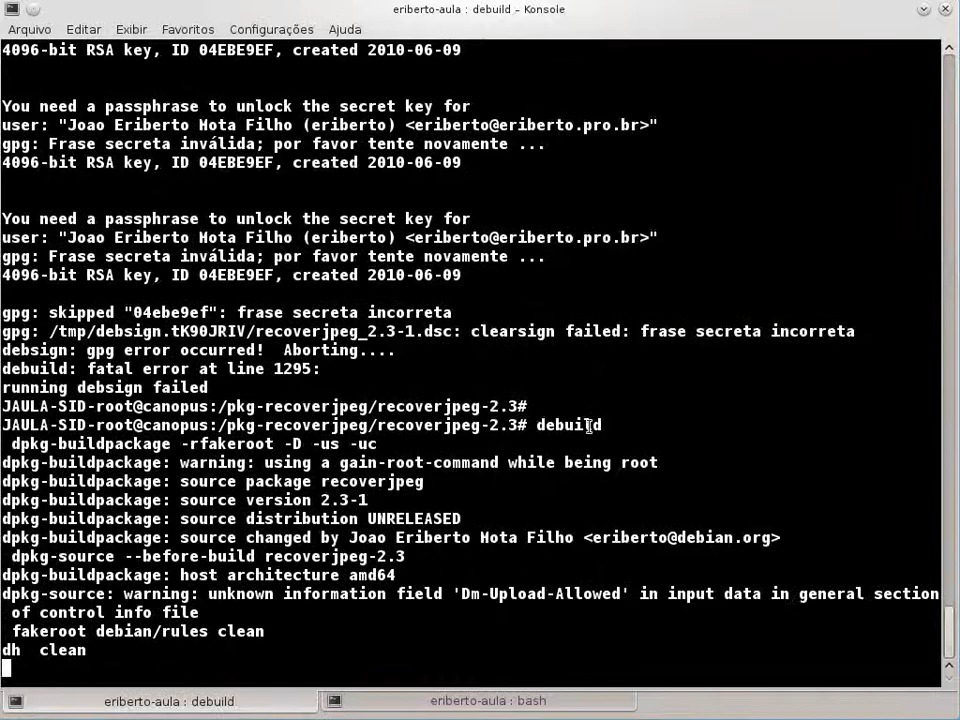 eriberto-aula : debuild – Konsole
Arquivo Editar Exibir Favoritos Configurações Ajuda
4096-bit RSA key, ID 04EBE9EF, created 2010-06-09
You need a passphrase to unlock the secret key for
user: "Joao Eriberto Mota Filho (eriberto) <eriberto@eriberto.pro.br>"
gpg: Frase secreta inválida; por favor tente novamente ...
4096-bit RSA key, ID 04EBE9EF, created 2010-06-09
You need a passphrase to unlock the secret key for
user: "Joao Eriberto Mota Filho (eriberto) <eriberto@eriberto.pro.br>"
gpg: Frase secreta inválida; por favor tente novamente ...
4096-bit RSA key, ID 04EBE9EF, created 2010-06-09
gpg: skipped "04ebe9ef": frase secreta incorreta
gpg: /tmp/debsign.tK90JRIV/recoverjpeg_2.3-1.dsc: clearsign failed: frase secreta incorreta
debsign: gpg error occurred!  Aborting....
debuild: fatal error at line 1295:
running debsign failed
JAULA-SID-root@canopus:/pkg-recoverjpeg/recoverjpeg-2.3#
JAULA-SID-root@canopus:/pkg-recoverjpeg/recoverjpeg-2.3# debuild
dpkg-buildpackage -rfakeroot -D -us -uc
dpkg-buildpackage: warning: using a gain-root-command while being root
dpkg-buildpackage: source package recoverjpeg
dpkg-buildpackage: source version 2.3-1
dpkg-buildpackage: source distribution UNRELEASED
dpkg-buildpackage: source changed by Joao Eriberto Mota Filho <eriberto@debian.org>
dpkg-source --before-build recoverjpeg-2.3
dpkg-buildpackage: host architecture amd64
dpkg-source: warning: unknown information field 'Dm-Upload-Allowed' in input data in general section
of control info file
fakeroot debian/rules clean
dh  clean
eriberto-aula : debuild
eriberto-aula : bash